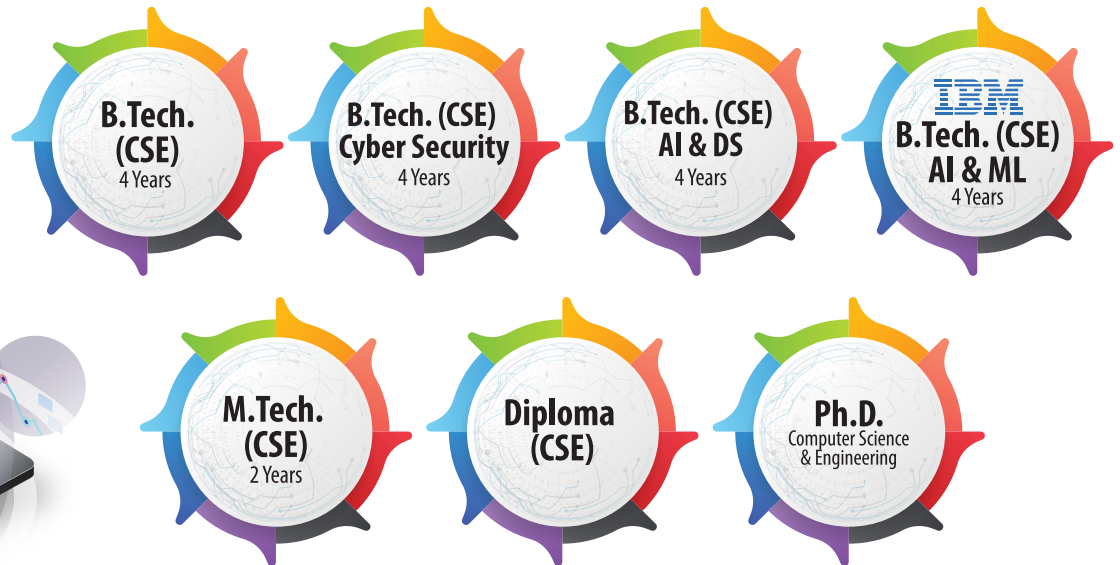 B.Tech.
(CSE)
4 Years
B.Tech. (CSE)
Cyber Security
4 Years
B.Tech. (CSE)
AI & DS
4 Years
IBM
B.Tech. (CSE)
AI & ML
4 Years
M.Tech.
(CSE)
2 Years
Diploma
(CSE)
Ph.D.
Computer Science
& Engineering